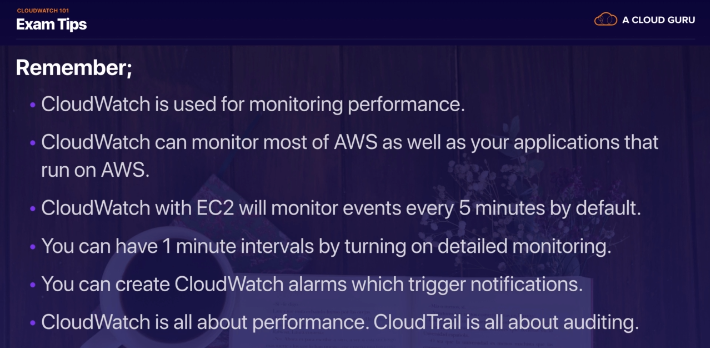 CLOUDWATCH 101
Exam Tips
A CLOUD GURU
Remember;
• CloudWatch is used for monitoring performance.
• CloudWatch can monitor most of AWS as well as your applications that
run on AWS.
• CloudWatch with EC2 will monitor events every 5 minutes by default.
• You can have 1 minute intervals by turning on detailed monitoring.
• You can create CloudWatch alarms which trigger notifications.
• CloudWatch is all about performance. CloudTrail is all about auditing.